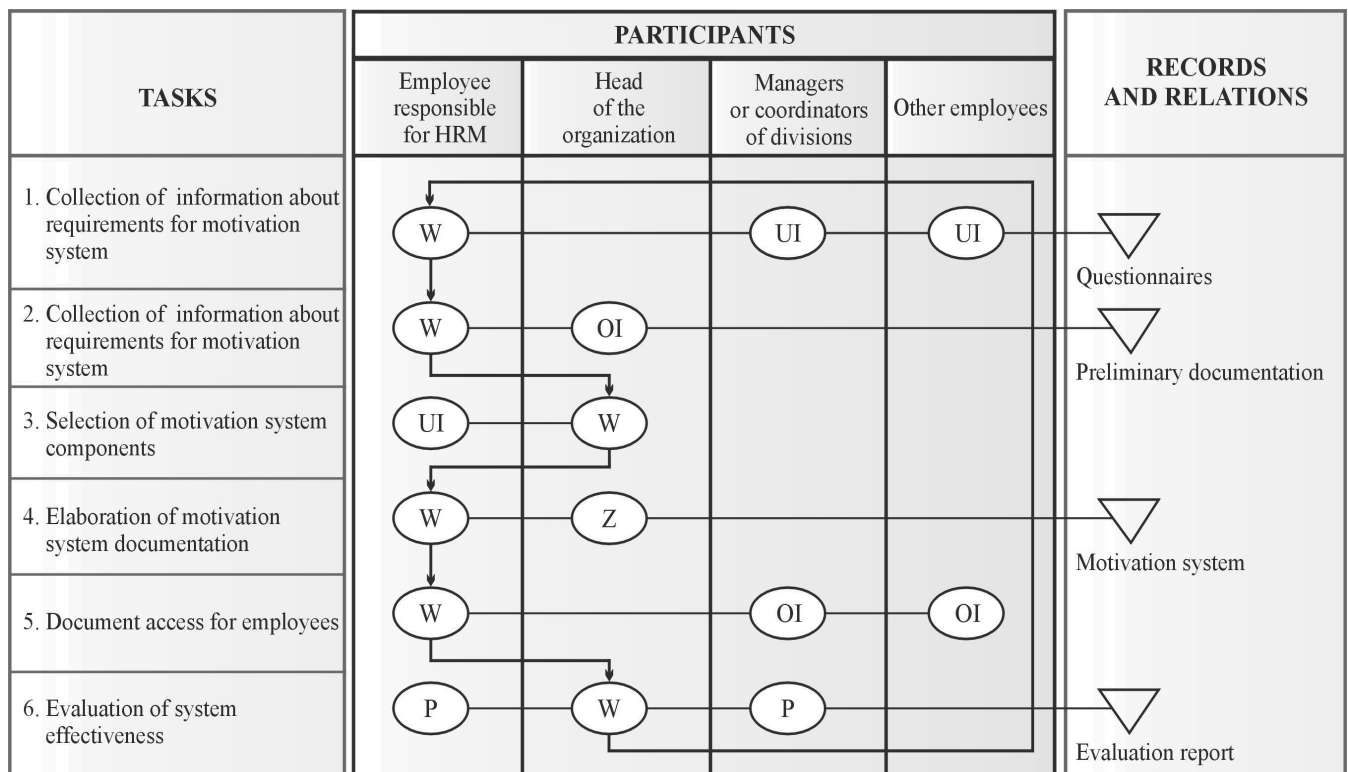 TASKS
PARTICIPANTS
Employee
responsible
for HRM
Head
of the
organization
Managers
or coordinators
of divisions
Other employees
RECORDS
AND RELATIONS
1. Collection of information about
requirements for motivation
system
W
UI
UI
Questionnaires
2. Collection of information about
requirements for motivation
system
W
OI
Preliminary documentation
3. Selection of motivation system
components
UI
W
4. Elaboration of motivation
system documentation
W
Z
Motivation system
5. Document access for employees
W
OI
OI
6. Evaluation of system
effectiveness
P
W
P
Evaluation report